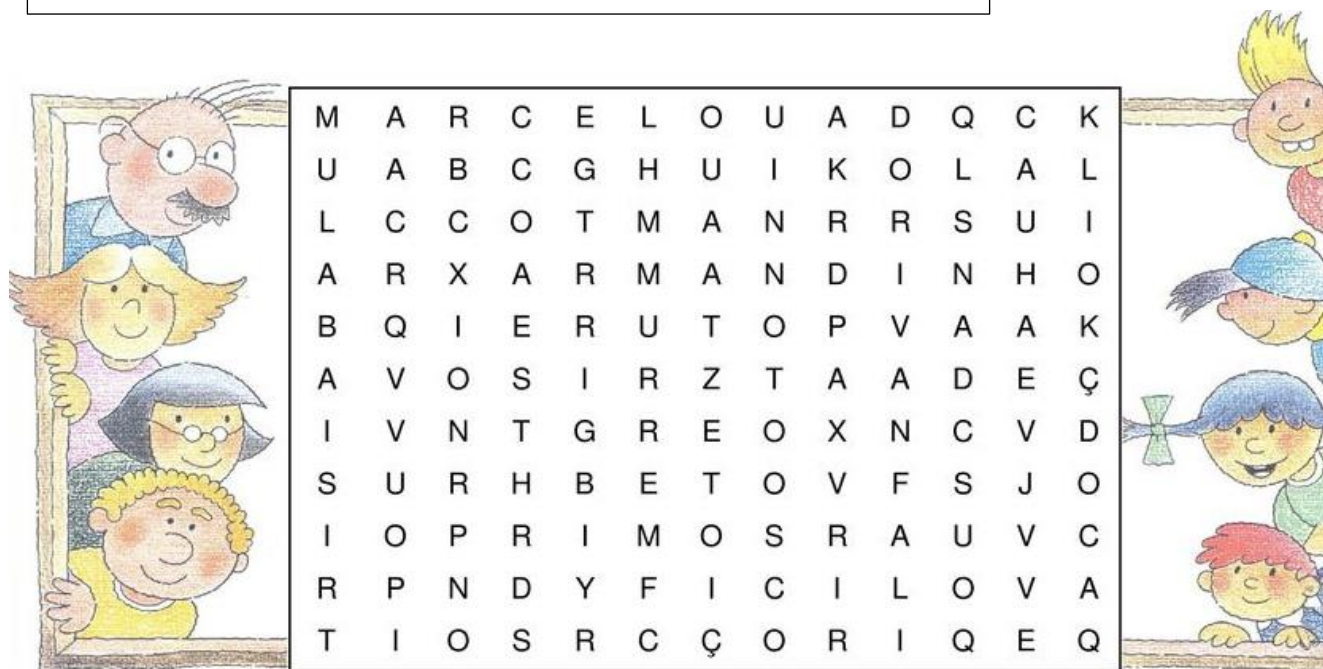 M A R C E L O U A D Q C K
U A B C G H U I K O L A L
L C C O T M A N R R S U I
A R X A R M A N D I N H O
B Q I E R U T O P V A A K
A V O S I R Z T A A D E Ç
I V N T G R E O X N C V D
S U R H B E T O V F S J O
I O P R I M O S R A U V C
R P N D Y F I C I L O V A
T I O S R C Ç O R I Q E Q